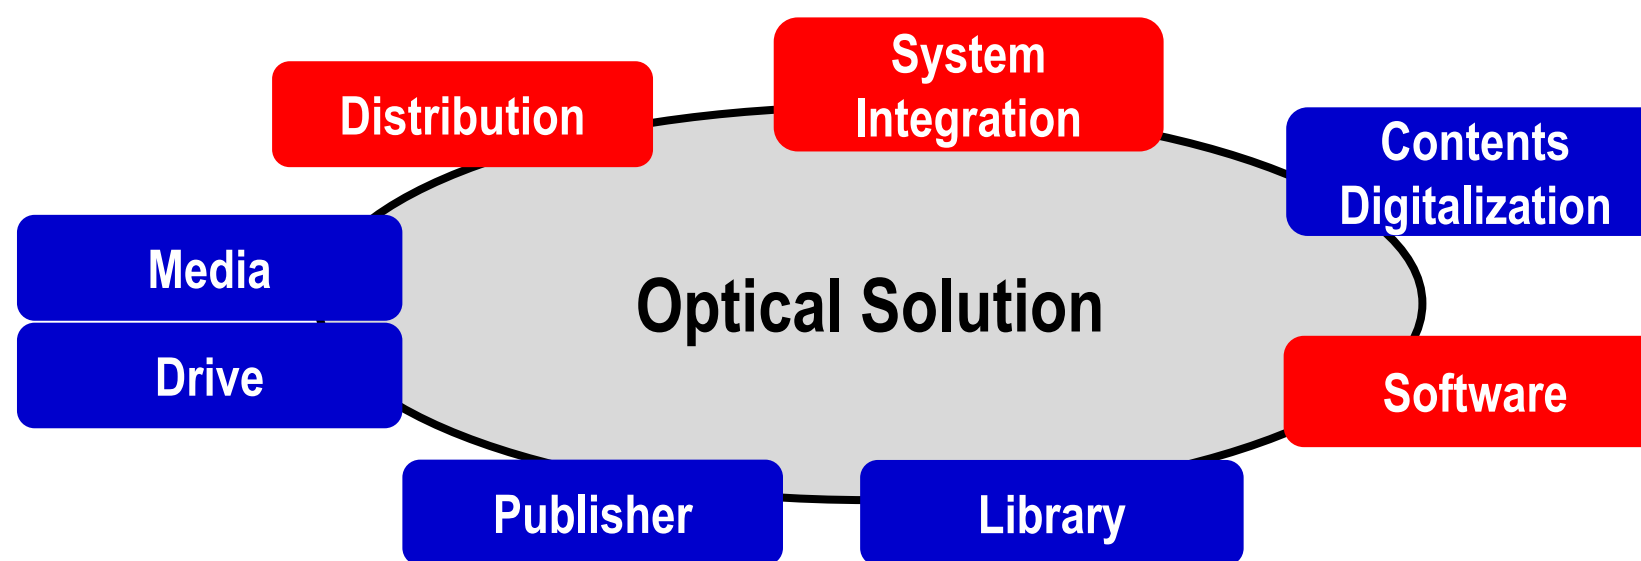 System
Integration
Distribution
Contents
Digitalization
Media
Optical Solution
Drive
Software
Publisher
Library